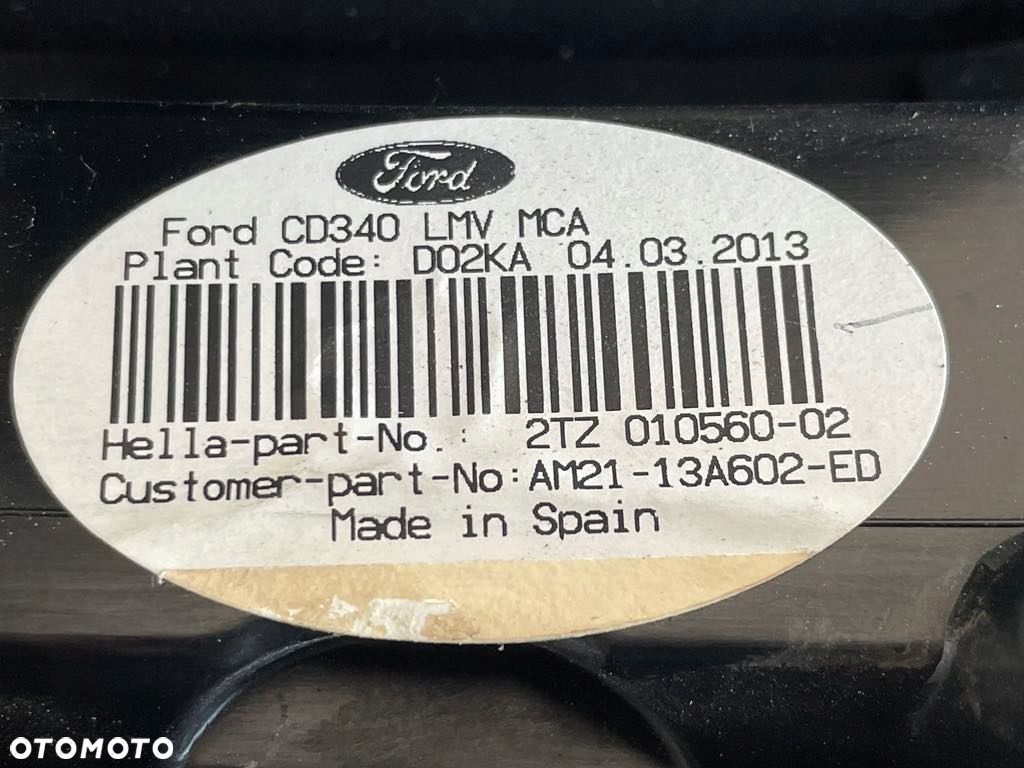 Ford
Ford CD340 LMV MCA
Plant Code: D02KA 04.03.2013
Hella-part-No.: 2TZ 010560-02
Customer-part-No:AM21-13A602-ED
Made in Spain
OTOMOTO